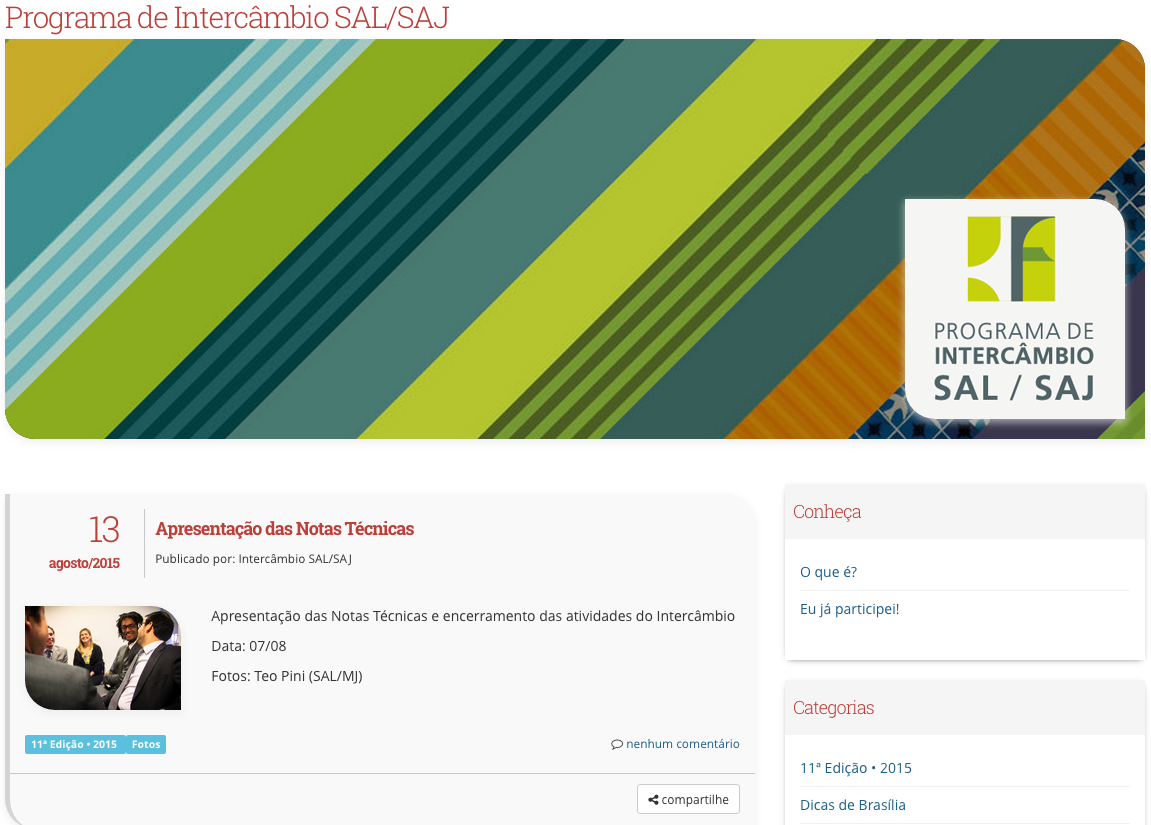 Programa de Intercâmbio SAL/SAJ
PROGRAMA DE
INTERCÂMBIO
SAL / SAJ
13
agosto/2015
Apresentação das Notas Técnicas
Publicado por: Intercâmbio SAL/SAJ
Apresentação das Notas Técnicas e encerramento das atividades do Intercâmbio
Data: 07/08
Fotos: Teo Pini (SAL/MJ)
11ª Edição • 2015 Fotos
nenhum comentário
compartilhe
Conheça
O que é?
Eu já participei!
Categorias
11ª Edição • 2015
Dicas de Brasília